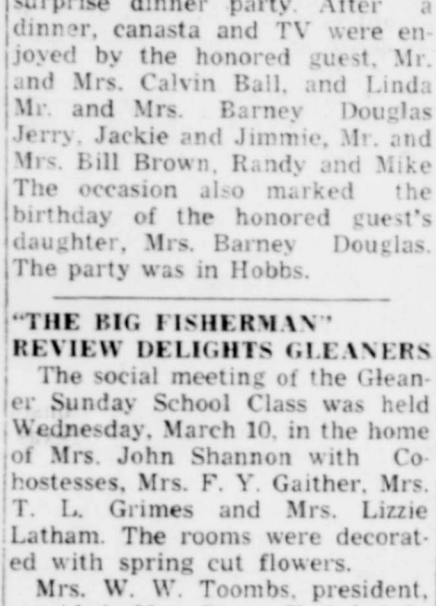 surprise dinner party. After a
dinner, canasta and TV were en-
joyed by the honored guest, Mr.
and Mrs. Calvin Ball, and Linda
Mr. and Mrs. Barney Douglas
Jerry, Jackie and Jimmie, Mr. and
Mrs. Bill Brown, Randy and Mike
The occasion also marked the
birthday of the honored guest's
daughter, Mrs. Barney Douglas.
The party was in Hobbs.
"THE BIG FISHERMAN"
REVIEW DELIGHTS GLEANERS
The social meeting of the Glean-
er Sunday School Class was held
Wednesday, March 10, in the home
of Mrs. John Shannon with Co-
hostesses, Mrs. F. Y. Gaither, Mrs.
T. L. Grimes and Mrs. Lizzie
Latham. The rooms were decorat-
ed with spring cut flowers.
Mrs. W. W. Toombs, president,